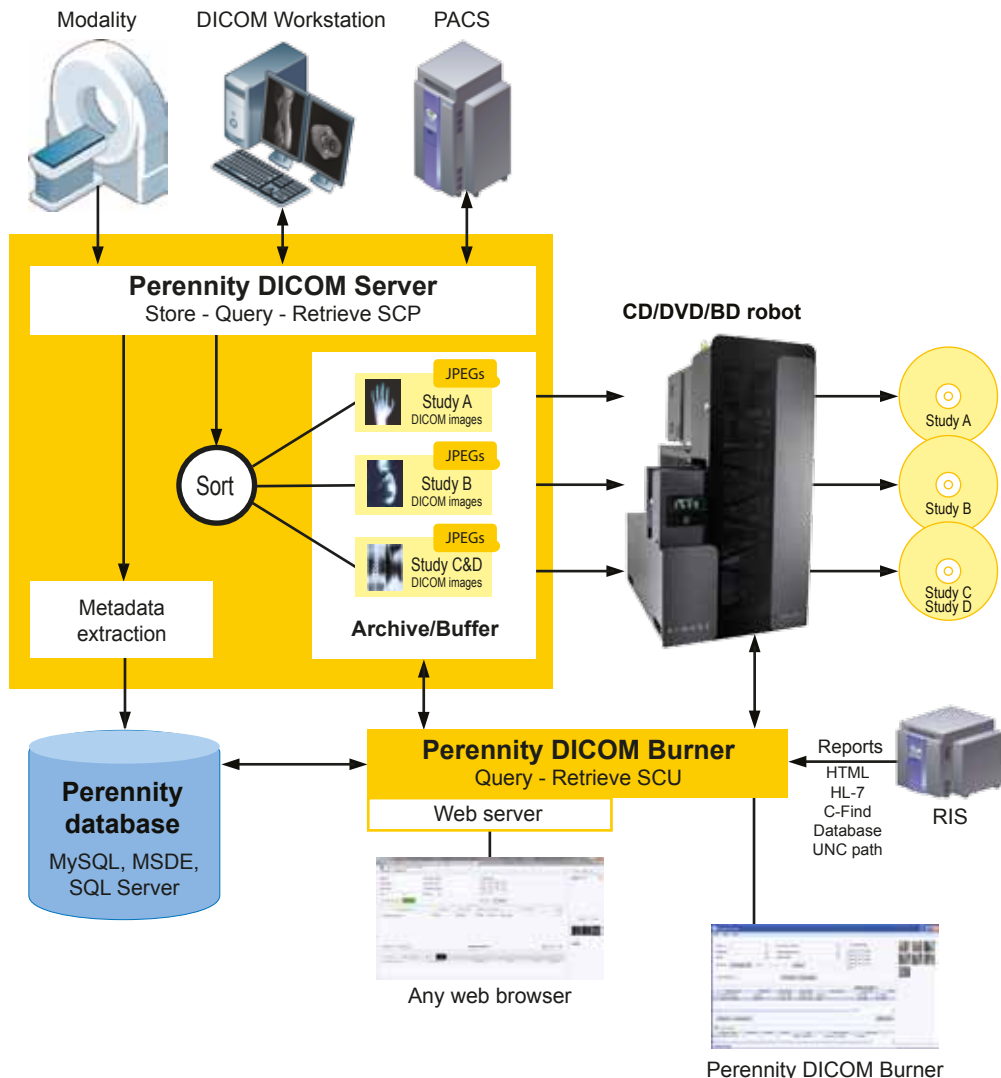 Modality
DICOM Workstation
PACS
Perennity DICOM Server
Store - Query - Retrieve SCP
CD/DVD/BD robot
JPEGs
Study A
DICOM images
JPEGs
Study B
DICOM images
JPEGs
Study C&D
DICOM images
Sort
Study A
Study B
Study C
Study D
Metadata
extraction
Archive/Buffer
Perennity
database
MySQL, MSDE,
SQL Server
Perennity DICOM Burner
Query - Retrieve SCU
Web server
Reports
HTML
HL-7
C-Find
Database
UNC path
RIS
Any web browser
Perennity DICOM Burner